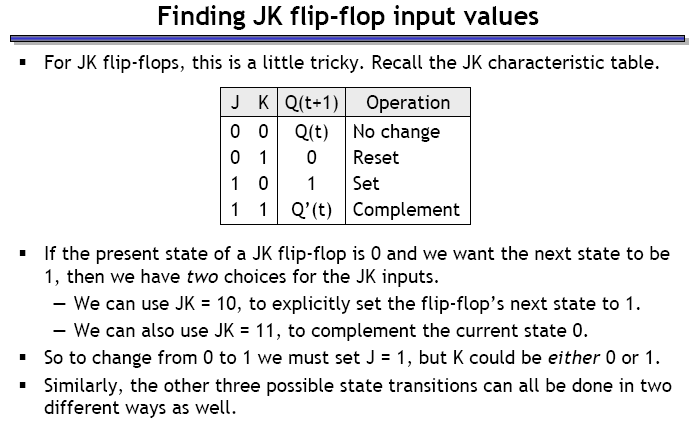 Finding JK flip-flop input values
▪ For JK flip-flops, this is a little tricky. Recall the JK characteristic table.
J K Q(t+1) Operation
0 0 Q(t) No change
0 1 0 Reset
1 0 1 Set
1 1 Q’(t) Complement
▪ If the present state of a JK flip-flop is 0 and we want the next state to be
1, then we have two choices for the JK inputs.
— We can use JK = 10, to explicitly set the flip-flop’s next state to 1.
— We can also use JK = 11, to complement the current state 0.
▪ So to change from 0 to 1 we must set J = 1, but K could be either 0 or 1.
▪ Similarly, the other three possible state transitions can all be done in two
different ways as well.